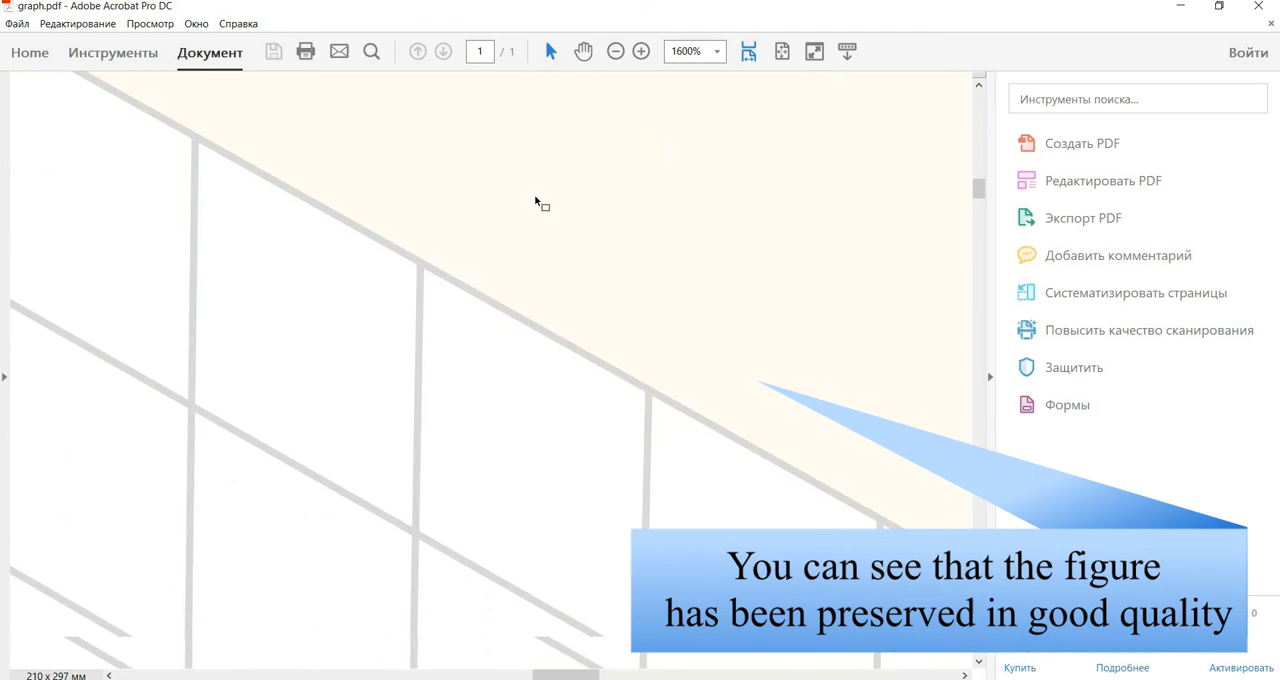 graph.pdf - Adobe Acrobat Pro DC
Файл Редактирование Просмотр Окно Справка
Home Инструменты Документ 1 / 1 1600% Войти
Инструменты поиска...
Создать PDF
Редактировать PDF
Экспорт PDF
Добавить комментарий
Систематизировать страницы
Повысить качество сканирования
Защитить
Формы
You can see that the figure
has been preserved in good quality
0
210 x 297 мм
Купить Подробнее Активировать